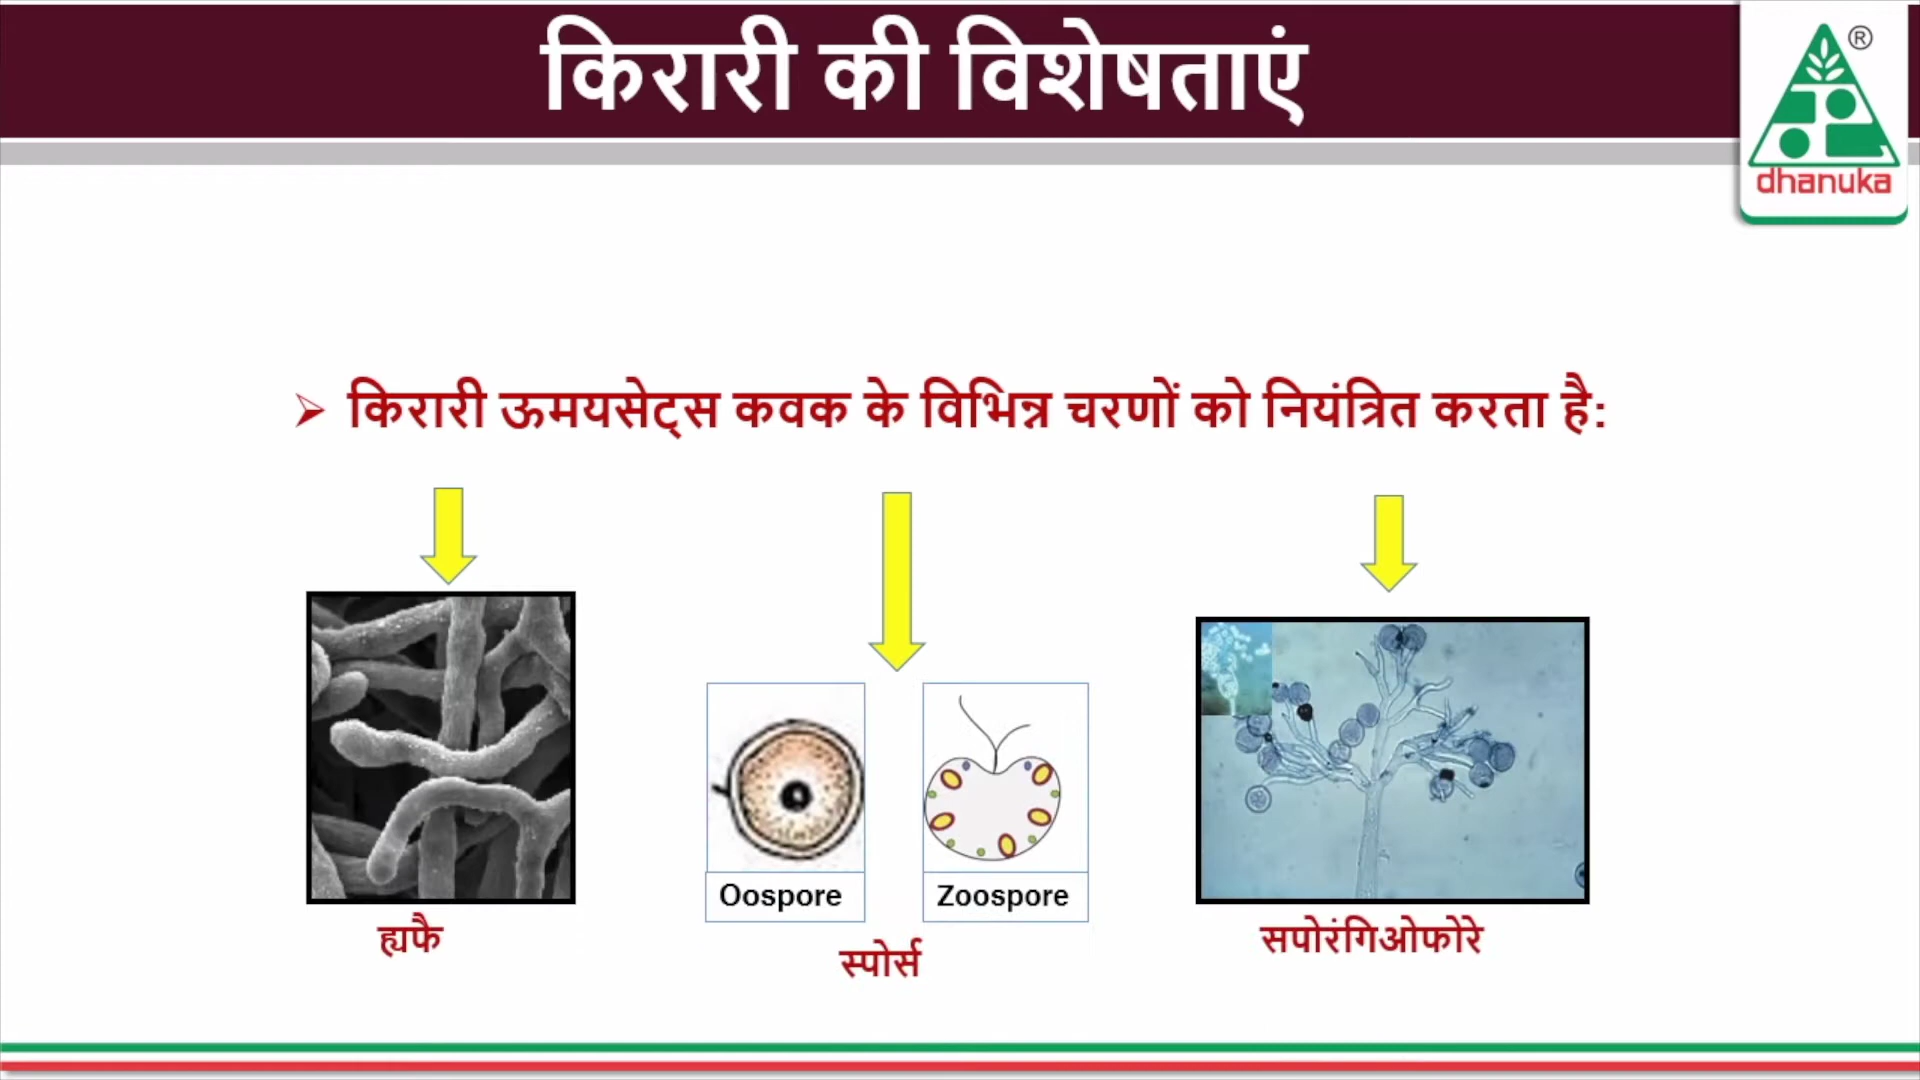 किरारी की विशेषताएं
®
dhanuka
➢ किरारी ऊमयसेट्स कवक के विभिन्न चरणों को नियंत्रित करता है:
Oospore
Zoospore
ह्यफै
स्पोर्स
सपोरंगिओफोरे